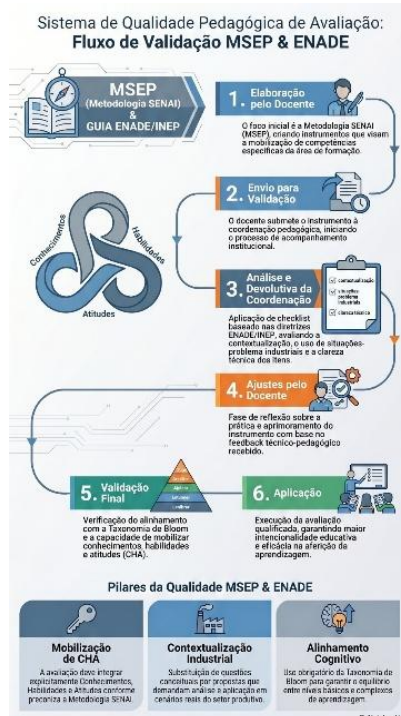 Sistema de Qualidade Pedagógica de Avaliação:
Fluxo de Validação MSEP & ENADE
MSEP
(Metodologia SENAI)
&
GUIA ENADE/INEP
1. Elaboração
pelo Docente
O foco inicial é a Metodologia SENAI
(MSEP), criando instrumentos que visam
a mobilização de competências
específicas da área de formação.
2. Envio para
Validação
O docente submete o instrumento à
coordenação pedagógica, iniciando
o processo de acompanhamento
institucional.
Conhecimentos
Habilidades
Atitudes
3. Análise e
Devolutiva da
Coordenação
contextualização
situações
problema
industriais
clareza técnica
Aplicação de checklist
baseado nas diretrizes
ENADE/INEP, avaliando a
contextualização, o uso de situações-
problema industriais e a clareza
técnica dos itens.
4. Ajustes pelo
Docente
Fase de reflexão sobre a
prática e aprimoramento do
instrumento com base no
feedback técnico-pedagógico
recebido.
5. Validação
Final
Verificação do alinhamento
com a Taxonomia de Bloom
e a capacidade de mobilizar
conhecimentos, habilidades
e atitudes (CHA).
6. Aplicação
Execução da avaliação
qualificada, garantindo maior
intencionalidade educativa
e eficácia na aferição da
aprendizagem.
Pilares da Qualidade MSEP & ENADE
Mobilização
de CHA
A avaliação deve integrar
explicitamente Conhecimentos,
Habilidades e Atitudes conforme
preconiza a Metodologia SENAI.
Contextualização
Industrial
Substituição de questões
conceituais por propostas que
demandam análise e aplicação em
cenários reais do setor produtivo.
Alinhamento
Cognitivo
Uso obrigatório da Taxonomia de
Bloom para garantir o equilíbrio
entre níveis básicos e complexos
de aprendizagem.